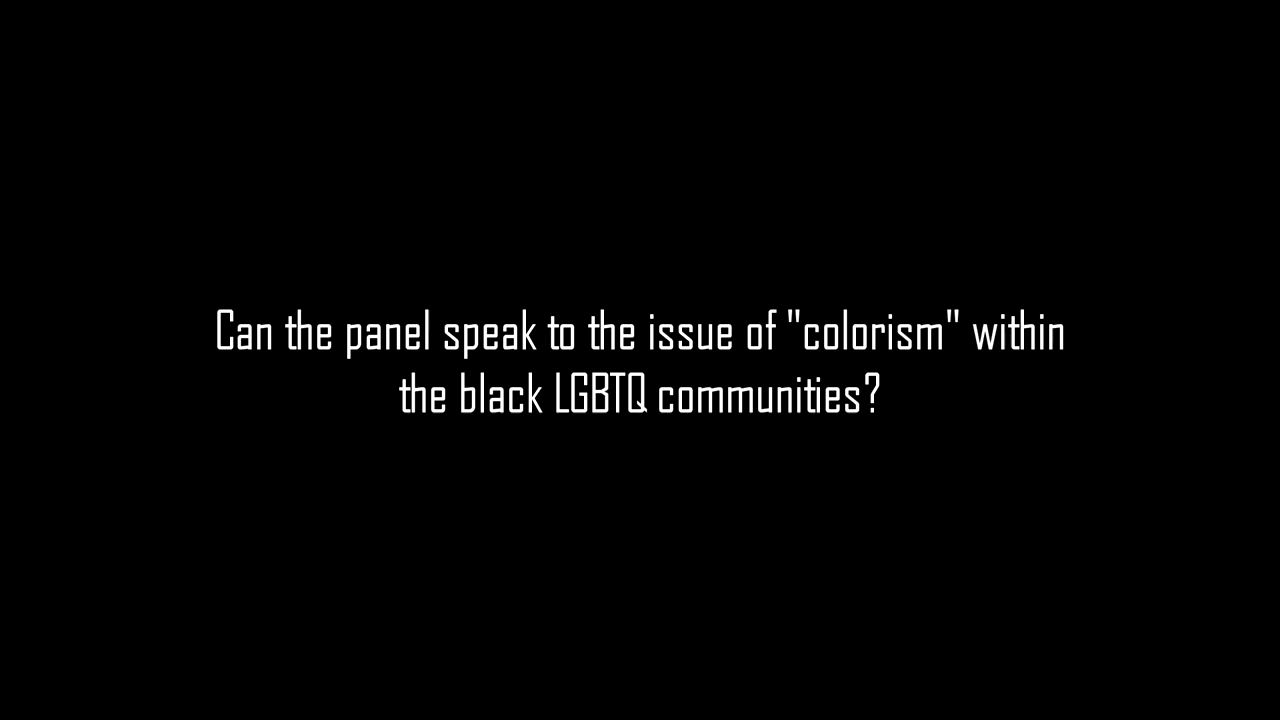 Can the panel speak to the issue of "colorism" within
the black LGBTQ communities?